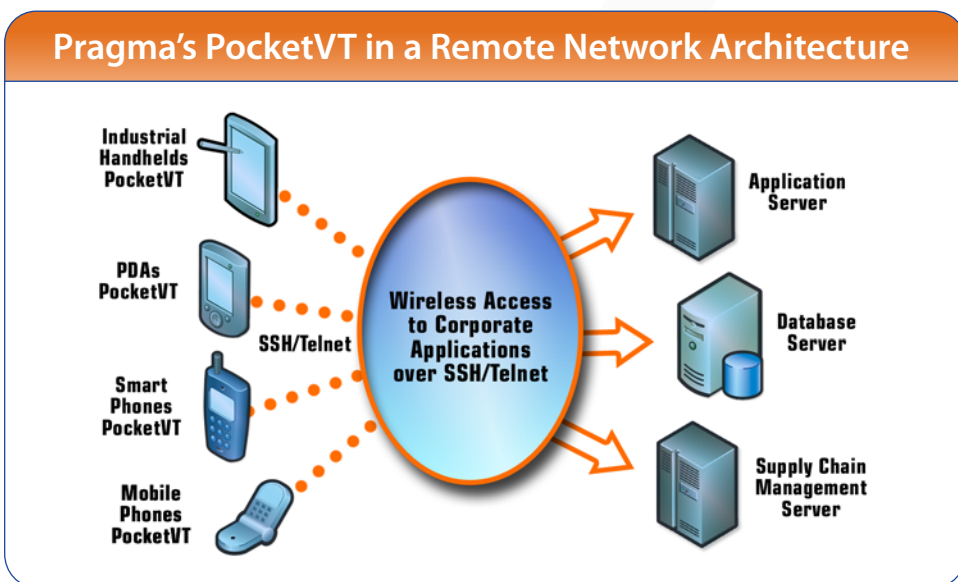 Pragma's PocketVT in a Remote Network Architecture
Industrial
Handhelds
PocketVT
PDAs
PocketVT
SSH/Telnet
Smart
Phones
PocketVT
Mobile
Phones
PocketVT
Wireless Access
to Corporate
Applications
over SSH/Telnet
Application
Server
Database
Server
Supply Chain
Management
Server